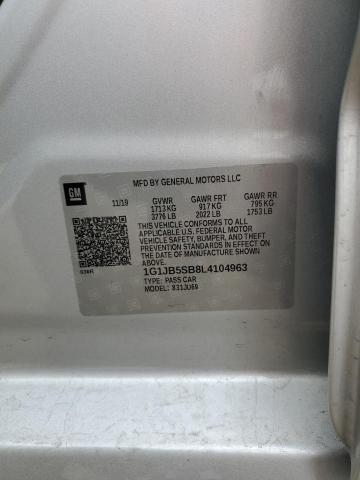 GM
MFD BY GENERAL MOTORS LLC
11/19 GVWR GAWR FRT GAWR RR
1713 KG 917 KG 795 KG
3776 LB 2022 LB 1753 LB
THIS VEHICLE CONFORMS TO ALL
APPLICABLE U.S. FEDERAL MOTOR
VEHICLE SAFETY, BUMPER, AND THEFT
PREVENTION STANDARDS IN EFFECT ON
THE DATE OF MANUFACTURE SHOWN
ABOVE.
1G1JB5SB8L4104963
TYPE: PASS CAR
MODEL: 831JU69